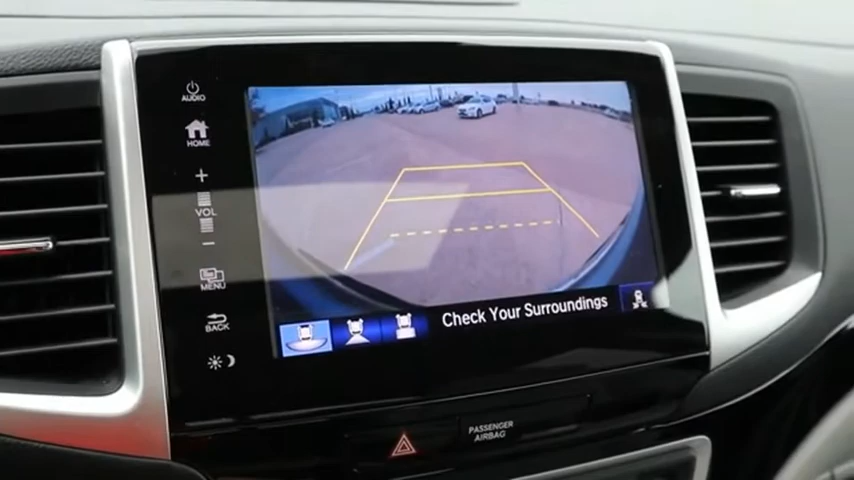 AUDIO
HOME
+
VOL
−
MENU
BACK
Check Your Surroundings
PASSENGER
AIRBAG